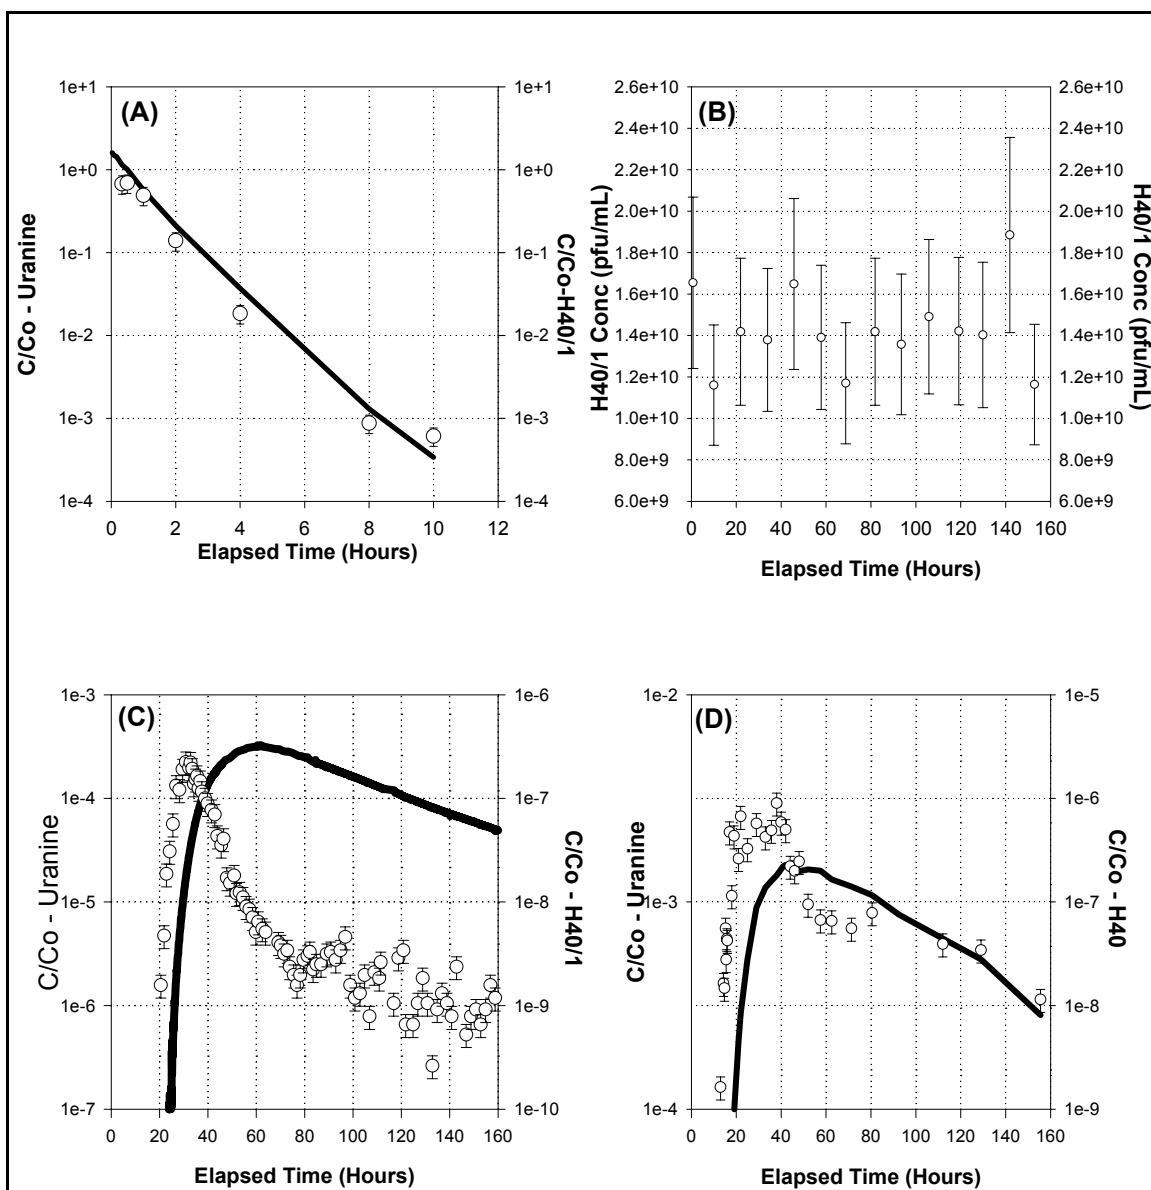 (A)
1e+1
1e+0
1e-1
1e-2
1e-3
1e-4
C/Co - Uranine
1e+1
1e+0
1e-1
1e-2
1e-3
1e-4
C/Co-H40/1
0 2 4 6 8 10 12
Elapsed Time (Hours)
(B)
2.6e+10
2.4e+10
2.2e+10
2.0e+10
1.8e+10
1.6e+10
1.4e+10
1.2e+10
1.0e+10
8.0e+9
6.0e+9
H40/1 Conc (pfu/mL)
2.6e+10
2.4e+10
2.2e+10
2.0e+10
1.8e+10
1.6e+10
1.4e+10
1.2e+10
1.0e+10
8.0e+9
6.0e+9
H40/1 Conc
(pfu/mL)
0 20 40 60 80 100 120 140 160
Elapsed Time (Hours)
(C)
1e-3
1e-4
1e-5
1e-6
1e-7
C/Co - Uranine
1e-6
1e-7
1e-8
1e-9
1e-10
C/Co - H40/1
0 20 40 60 80 100 120 140 160
Elapsed Time (Hours)
(D)
1e-2
1e-3
1e-4
C/Co - Uranine
1e-5
1e-6
1e-7
1e-8
1e-9
C/Co - H40
0 20 40 60 80 100 120 140 160
Elapsed Time (Hours)